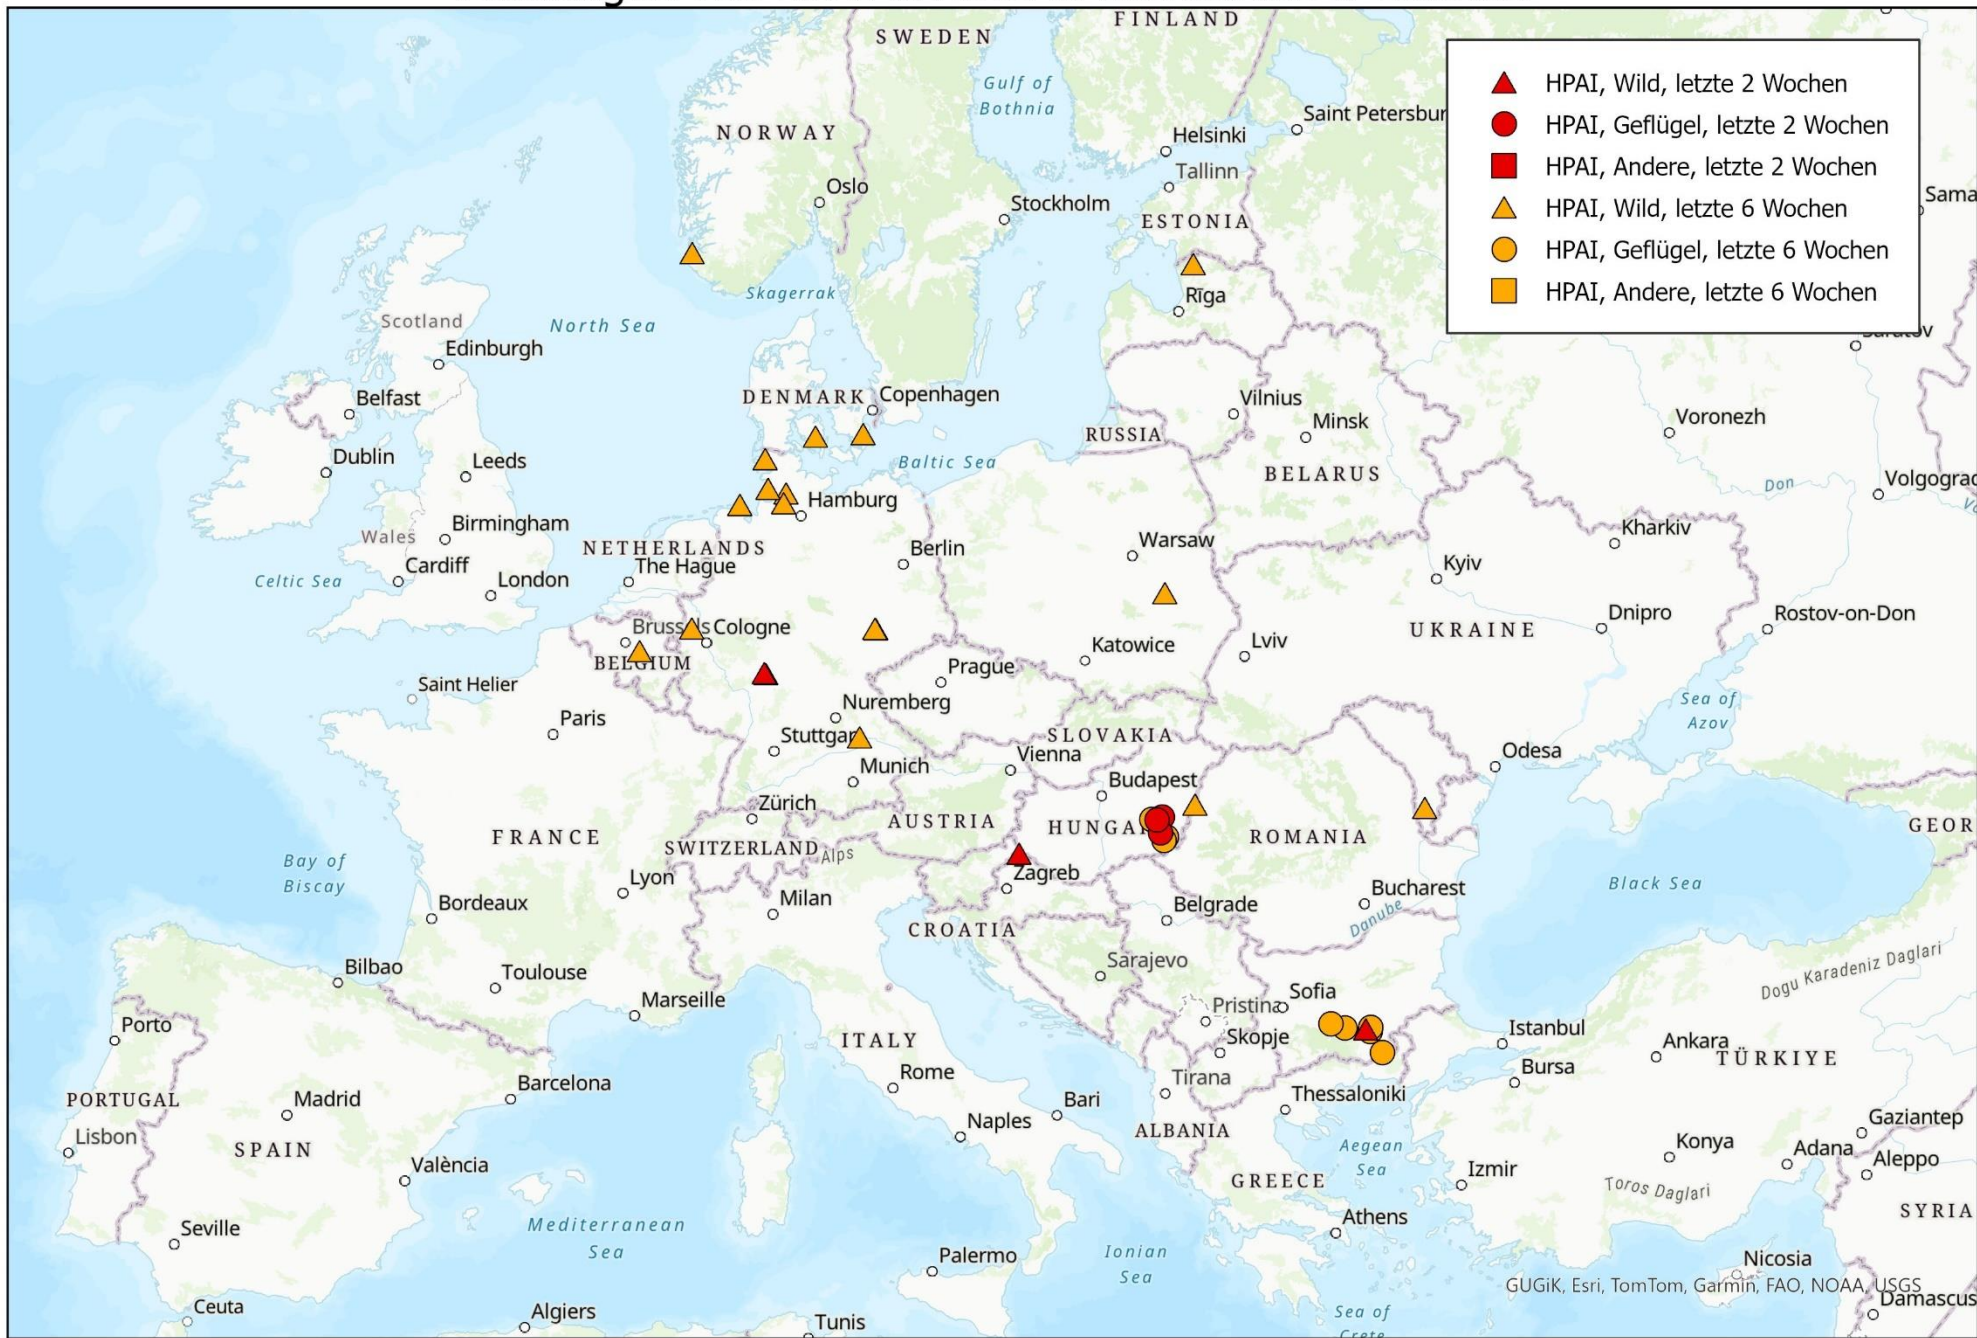 FINLAND
SWEDEN
Gulf of
Bothnia
HPAI, Wild, letzte 2 Wochen
HPAI, Geflügel, letzte 2 Wochen
HPAI, Andere, letzte 2 Wochen
HPAI, Wild, letzte 6 Wochen
HPAI, Geflügel, letzte 6 Wochen
HPAI, Andere, letzte 6 Wochen
NORWAY
Helsinki
Saint Petersbur
Tallinn
Oslo
Stockholm
ESTONIA
Sama
Skagerrak
Rīga
Scotland
North Sea
Edinburgh
Belfast
DENMARK
Copenhagen
Vilnius
Minsk
Voronezh
RUSSIA
Dublin
Leeds
Baltic Sea
BELARUS
Don
Volgograd
Hamburg
Birmingham
Wales
Kharkiv
NETHERLANDS
Berlin
Warsaw
The Hague
Cardiff
Celtic Sea
London
Kyiv
Dnipro
Rostov-on-Don
Brussels
Cologne
UKRAINE
Lviv
Katowice
BELGIUM
Prague
Saint Helier
Nuremberg
Sea of
Azov
Paris
Stuttgar
SLOVAKIA
Vienna
Odesa
Munich
Budapest
Zürich
AUSTRIA
HUNGA
ROMANIA
FRANCE
SWITZERLAND
Alps
GEOR
Bay of
Biscay
Zagreb
Lyon
Black Sea
Bucharest
Milan
Bordeaux
Belgrade
Danube
CROATIA
Sarajevo
Dogu Karadeniz Daglari
Bilbao
Toulouse
Marseille
Pristina
Sofia
Porto
ITALY
Skopje
Istanbul
Ankara
TÜRKIYE
Rome
Bursa
Tirana
Barcelona
Thessaloniki
PORTUGAL
Madrid
Naples
Bari
Gaziantep
Lisbon
SPAIN
ALBANIA
Aegean
Sea
Konya
Adana
Aleppo
València
GREECE
Izmir
Toros Daglari
SYRIA
Seville
Mediterranean
Sea
Athens
Palermo
Ionian
Sea
Nicosia
GUGiK, Esri, TomTom, Garmin, FAO, NOAA, USGS
Damascus
Ceuta
Algiers
Tunis
Sea of
Crete